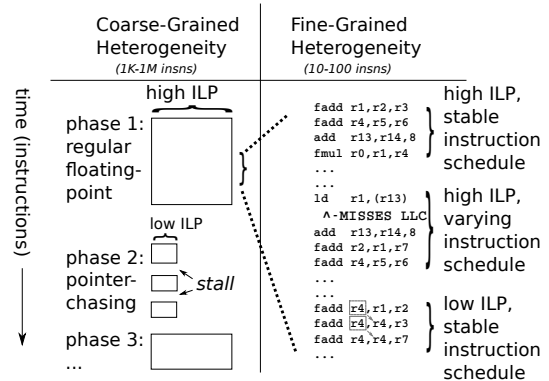 Coarse-Grained
Heterogeneity
(1K-1M insns)
Fine-Grained
Heterogeneity
(10-100 insns)
time (instructions)
high ILP
phase 1:
regular
floating-
point
low ILP
phase 2:
pointer-
chasing
stall
phase 3:
...
fadd r1,r2,r3
fadd r4,r5,r6
add r13,r14,8
fmul r0,r1,r4
...
...
ld r1,(r13)
^-MISSES LLC
add r13,r14,8
fadd r2,r1,r7
fadd r4,r5,r6
...
...
fadd r4,r1,r2
fadd r4,r4,r3
fadd r4,r4,r7
...
high ILP,
stable
instruction
schedule
high ILP,
varying
instruction
schedule
low ILP,
stable
instruction
schedule